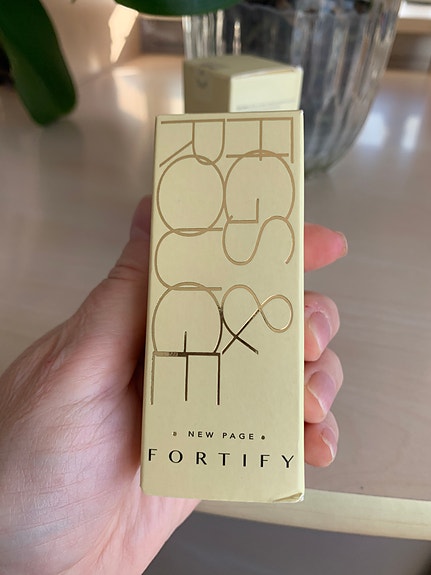 FIGS &
ROUGE
NEW PAGE
FORTIFY